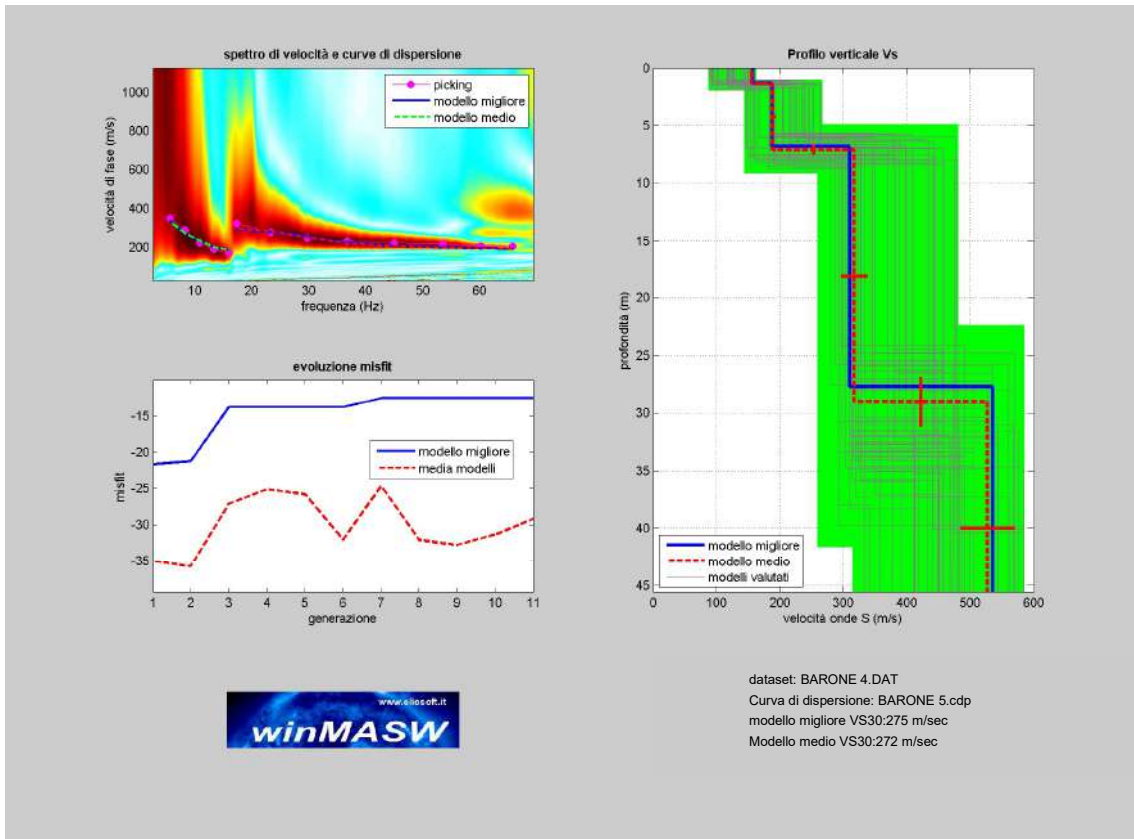 spettro di velocità e curve di dispersione
velocità di fase (m/s)
1000
800
600
400
200
picking
modello migliore
modello medio
10 20 30 40 50 60
frequenza (Hz)
evoluzione misfit
misfit
-15
-20
-25
-30
-35
modello migliore
media modelli
1 2 3 4 5 6 7 8 9 10 11
generazione
www.eliosoft.it
winMASW
Profilo verticale Vs
profondità (m)
0
5
10
15
20
25
30
35
40
45
modello migliore
modello medio
modelli valutati
0 100 200 300 400 500 600
velocità onde S (m/s)
dataset: BARONE 4.DAT
Curva di dispersione: BARONE 5.cdp
modello migliore VS30:275 m/sec
Modello medio VS30:272 m/sec